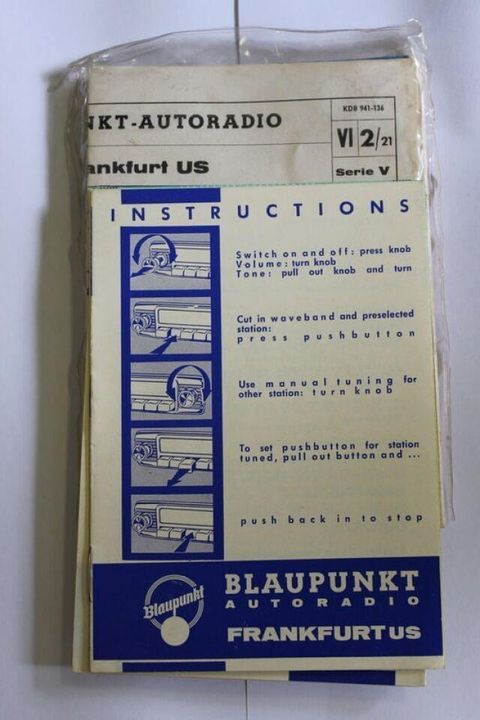 NKT-AUTORADIO
ankfurt US
KDB 941-136
VI 2/21
Serie V
INSTRUCTIONS
Switch on and off: press knob
Volume: turn knob
Tone: pull out knob and turn
Cut in waveband and preselected
station:
press pushbutton
Use manual tuning for
other station: turn knob
To set pushbutton for station
tuned, pull out button and ...
push back in to stop
Blaupunkt
BLAUPUNKT
AUTORADIO
FRANKFURT US